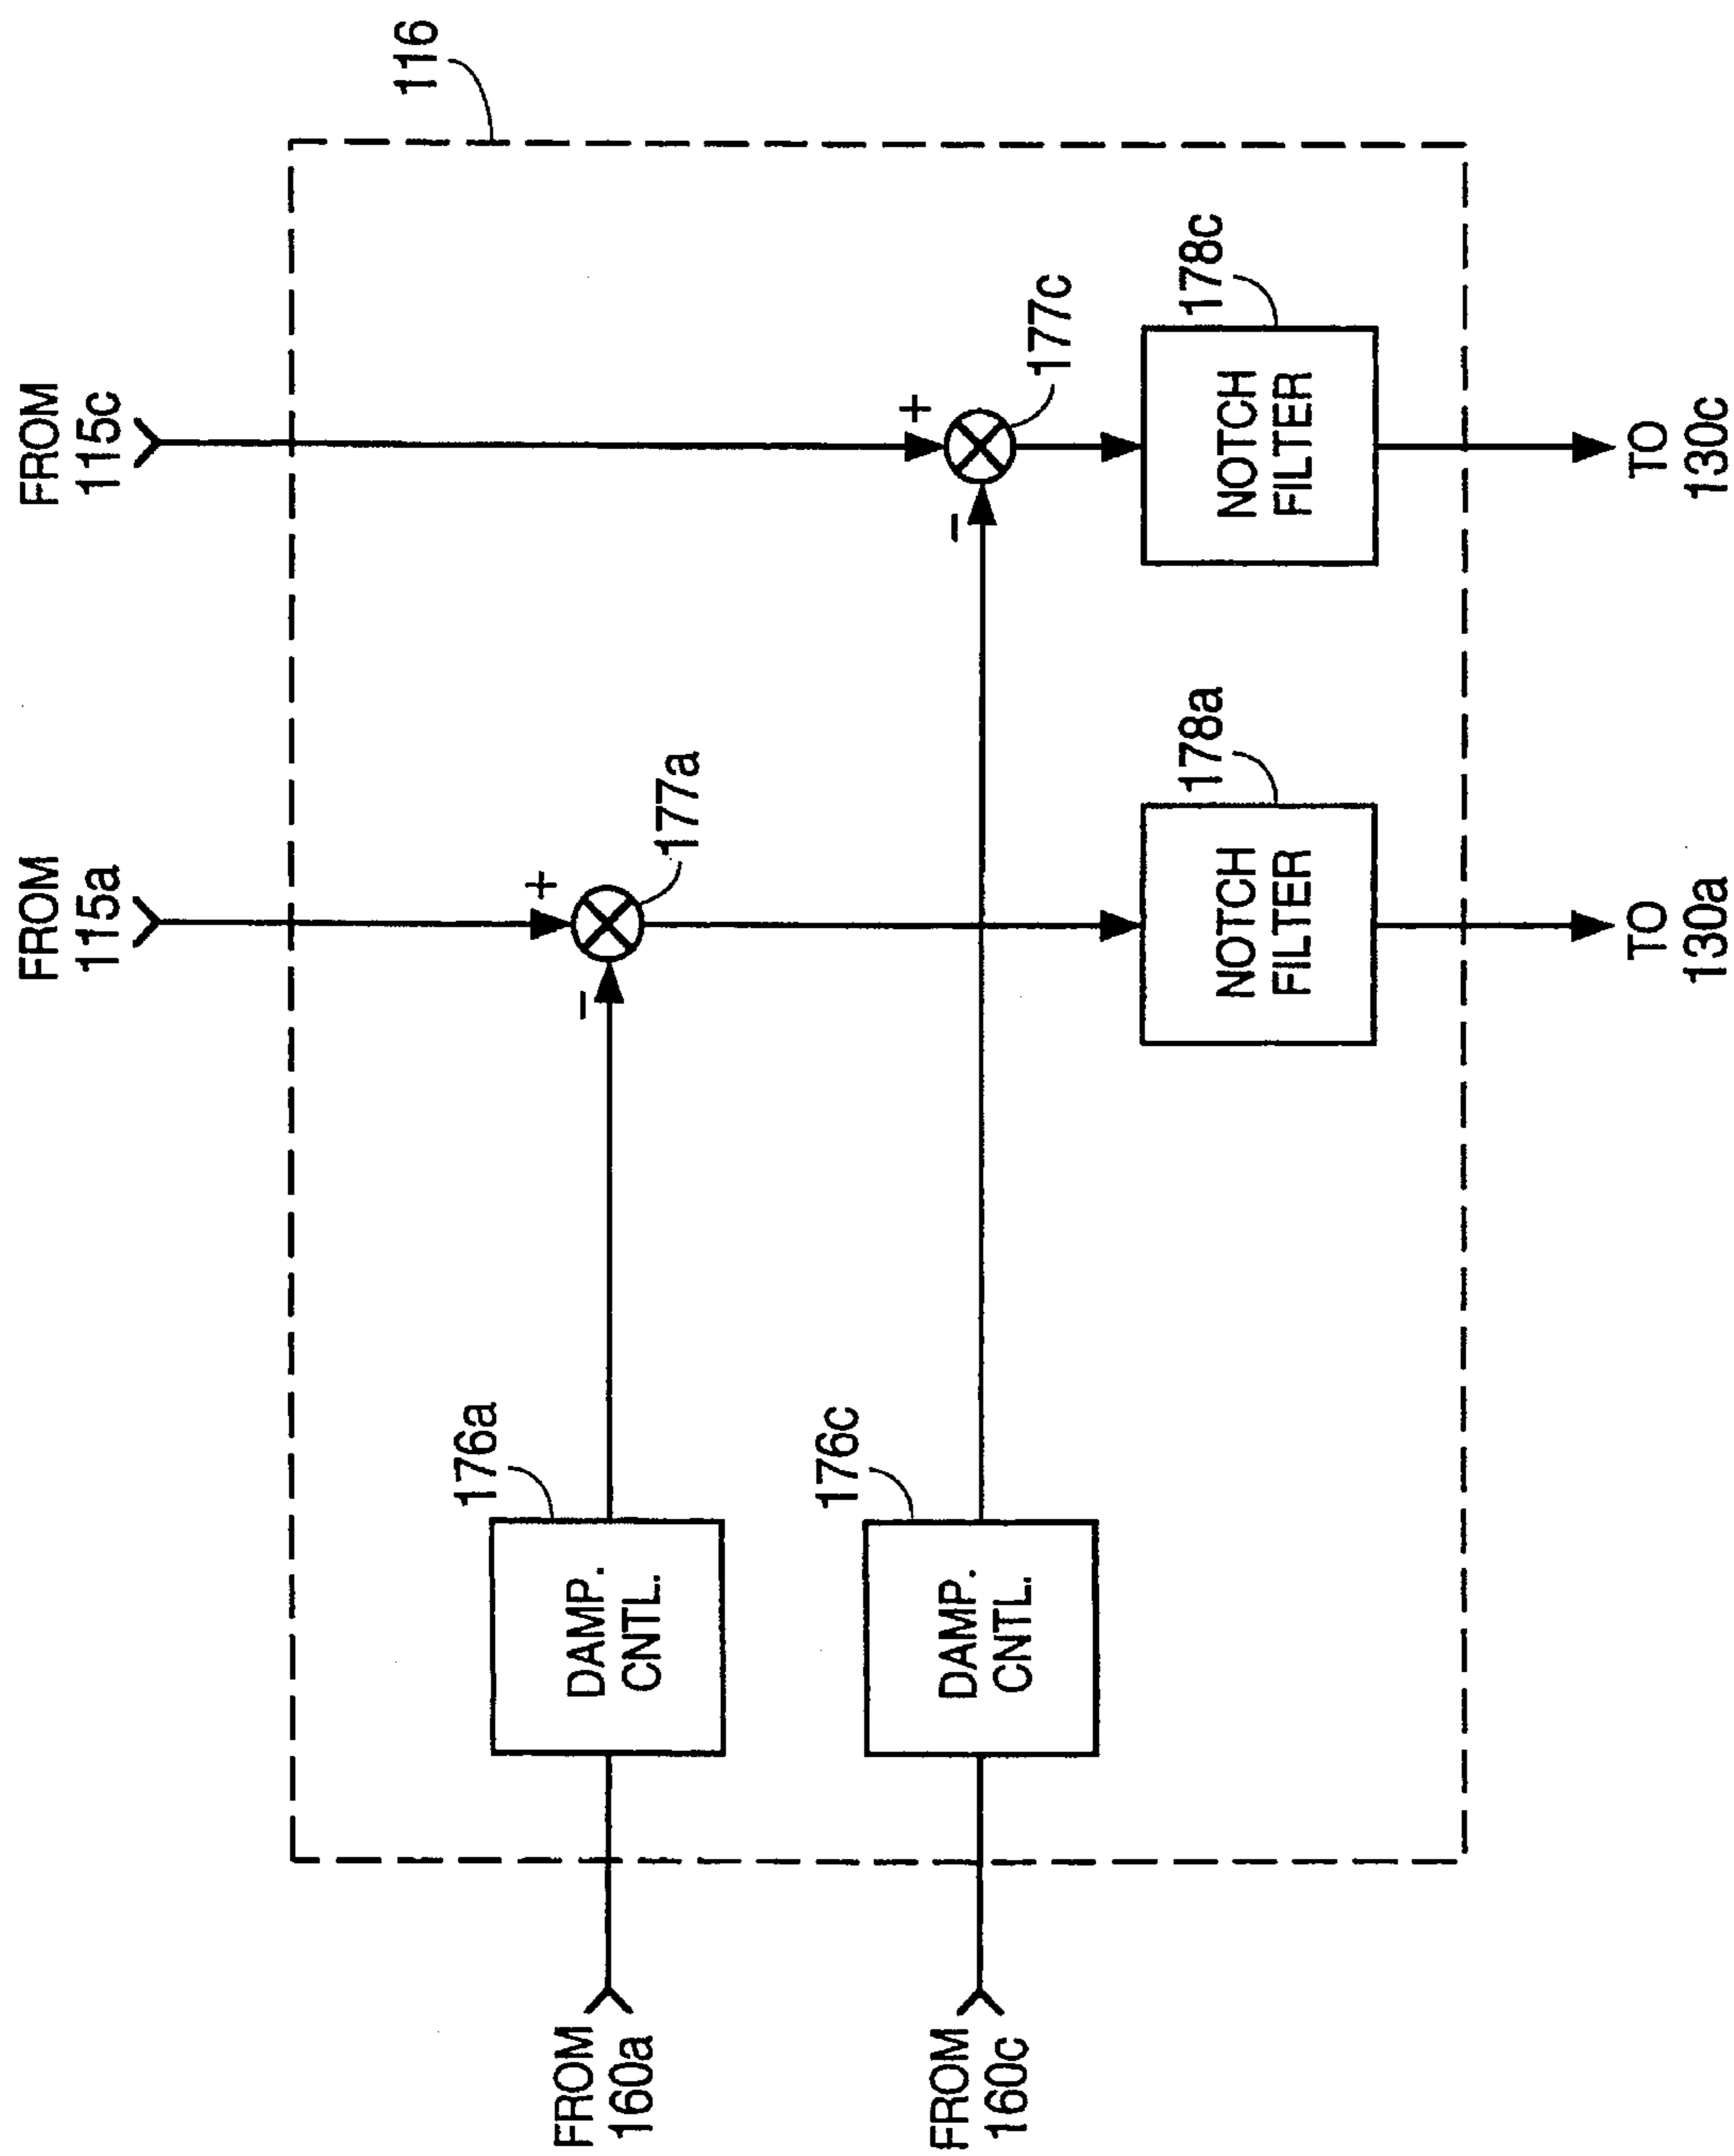 FROM
115a
FROM
115c
116
176a
+
177a
FROM
160a
DAMP.
CNTL.
-
176c
+
177c
FROM
160c
DAMP.
CNTL.
-
178a
178c
NOTCH
FILTER
NOTCH
FILTER
TO
130a
TO
130c